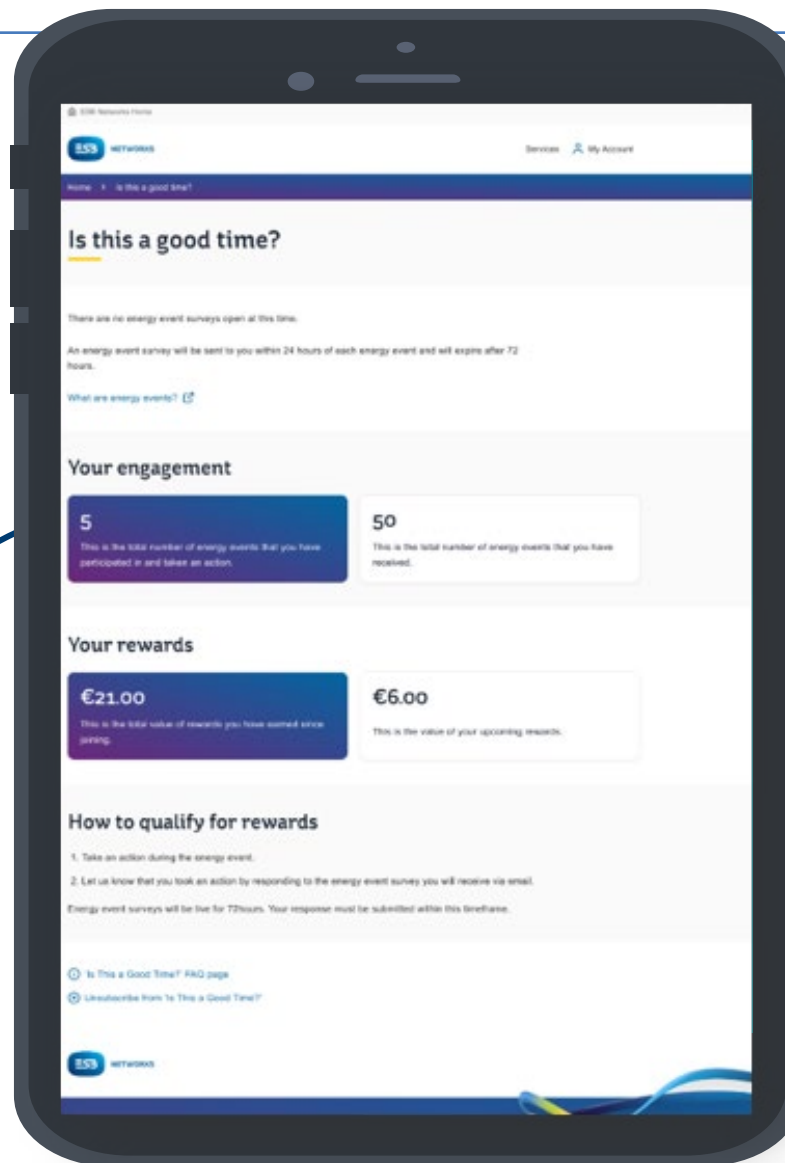 ESB Networks Home
ESB NETWORKS
Services My Account
Home > Is this a good time?
Is this a good time?
There are no energy event surveys open at this time.
An energy event survey will be sent to you within 24 hours of each energy event and will expire after 72
hours.
What are energy events?
Your engagement
5
This is the total number of energy events that you have
participated in and taken an action.
50
This is the total number of energy events that you have
received.
Your rewards
€21.00
This is the total value of rewards you have earned since
joining.
€6.00
This is the value of your upcoming rewards.
How to qualify for rewards
1. Take an action during the energy event.
2. Let us know that you took an action by responding to the energy event survey you will receive via email.
Energy event surveys will be live for 72hours. Your response must be submitted within this timeframe.
'Is This a Good Time?' FAQ page
Unsubscribe from 'Is This a Good Time?'
ESB NETWORKS